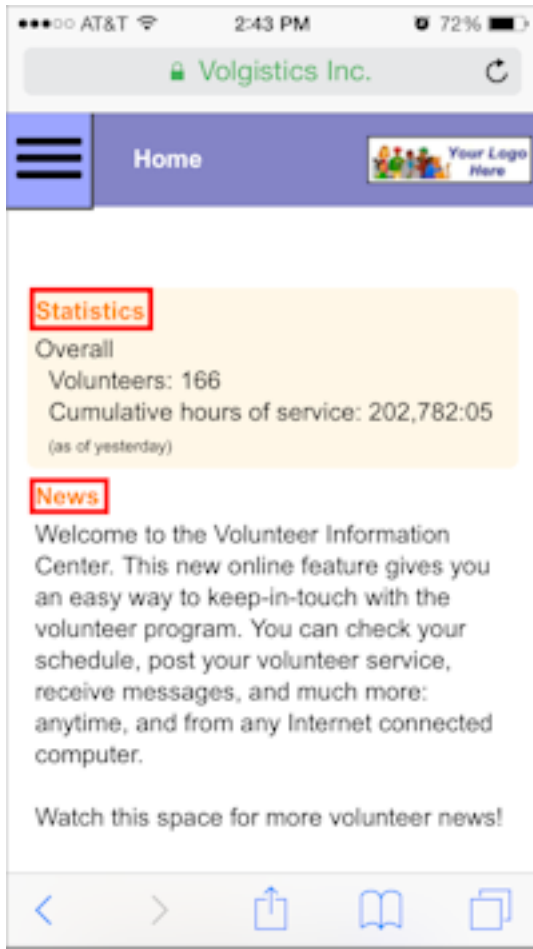 AT&T 2:43 PM 72%
Volgistics Inc.
Home
Your Logo
Here
Statistics
Overall
Volunteers: 166
Cumulative hours of service: 202,782:05
(as of yesterday)
News
Welcome to the Volunteer Information
Center. This new online feature gives you
an easy way to keep-in-touch with the
volunteer program. You can check your
schedule, post your volunteer service,
receive messages, and much more:
anytime, and from any Internet connected
computer.
Watch this space for more volunteer news!